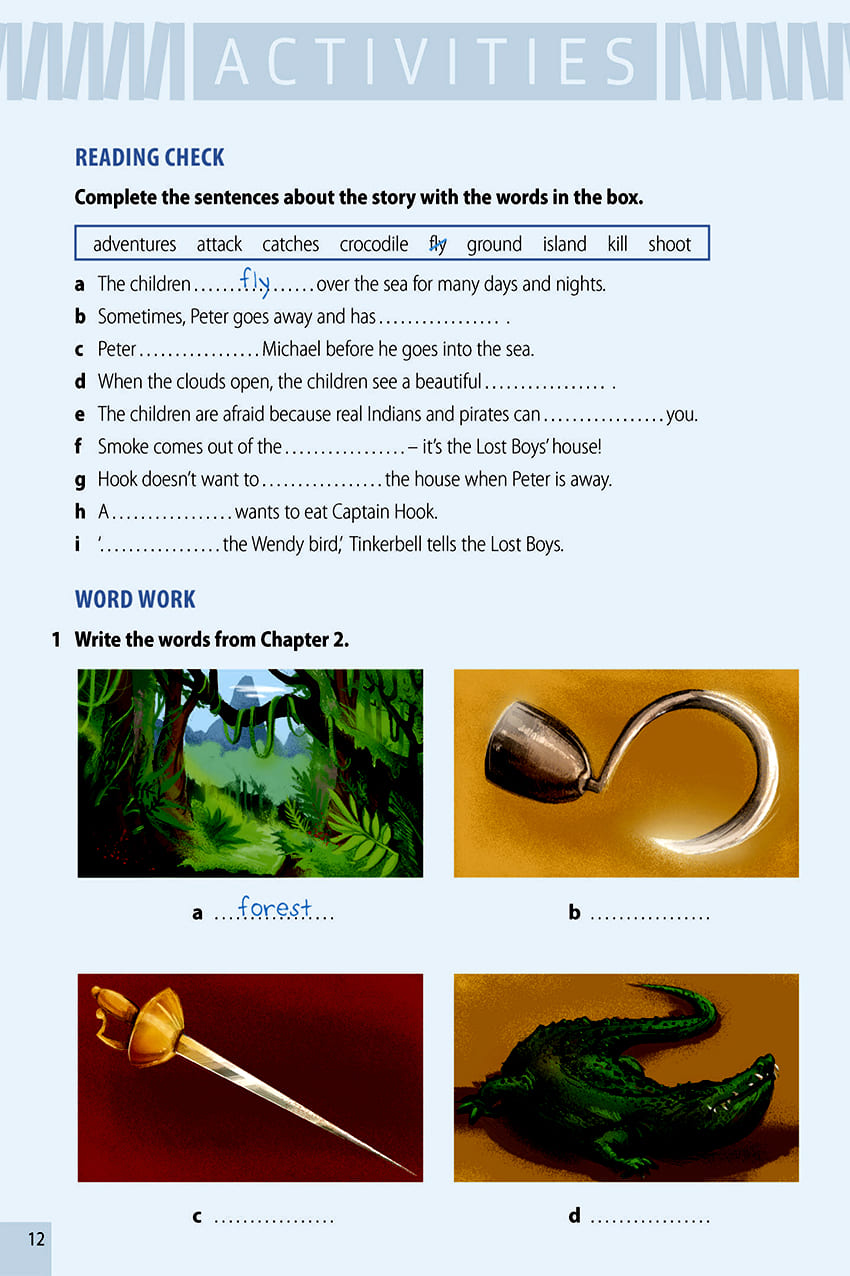 ACTIVITIES
READING CHECK
Complete the sentences about the story with the words in the box.
adventures attack catches crocodile fly ground island kill shoot
a The children.......fly.......over the sea for many days and nights.
b Sometimes, Peter goes away and has................. .
c Peter.................Michael before he goes into the sea.
d When the clouds open, the children see a beautiful................. .
e The children are afraid because real Indians and pirates can.................you.
f Smoke comes out of the.................– it’s the Lost Boys’ house!
g Hook doesn’t want to.................the house when Peter is away.
h A.................wants to eat Captain Hook.
i ‘.................the Wendy bird,’ Tinkerbell tells the Lost Boys.
WORD WORK
1 Write the words from Chapter 2.
a ...forest...
b .................
c .................
d .................
12